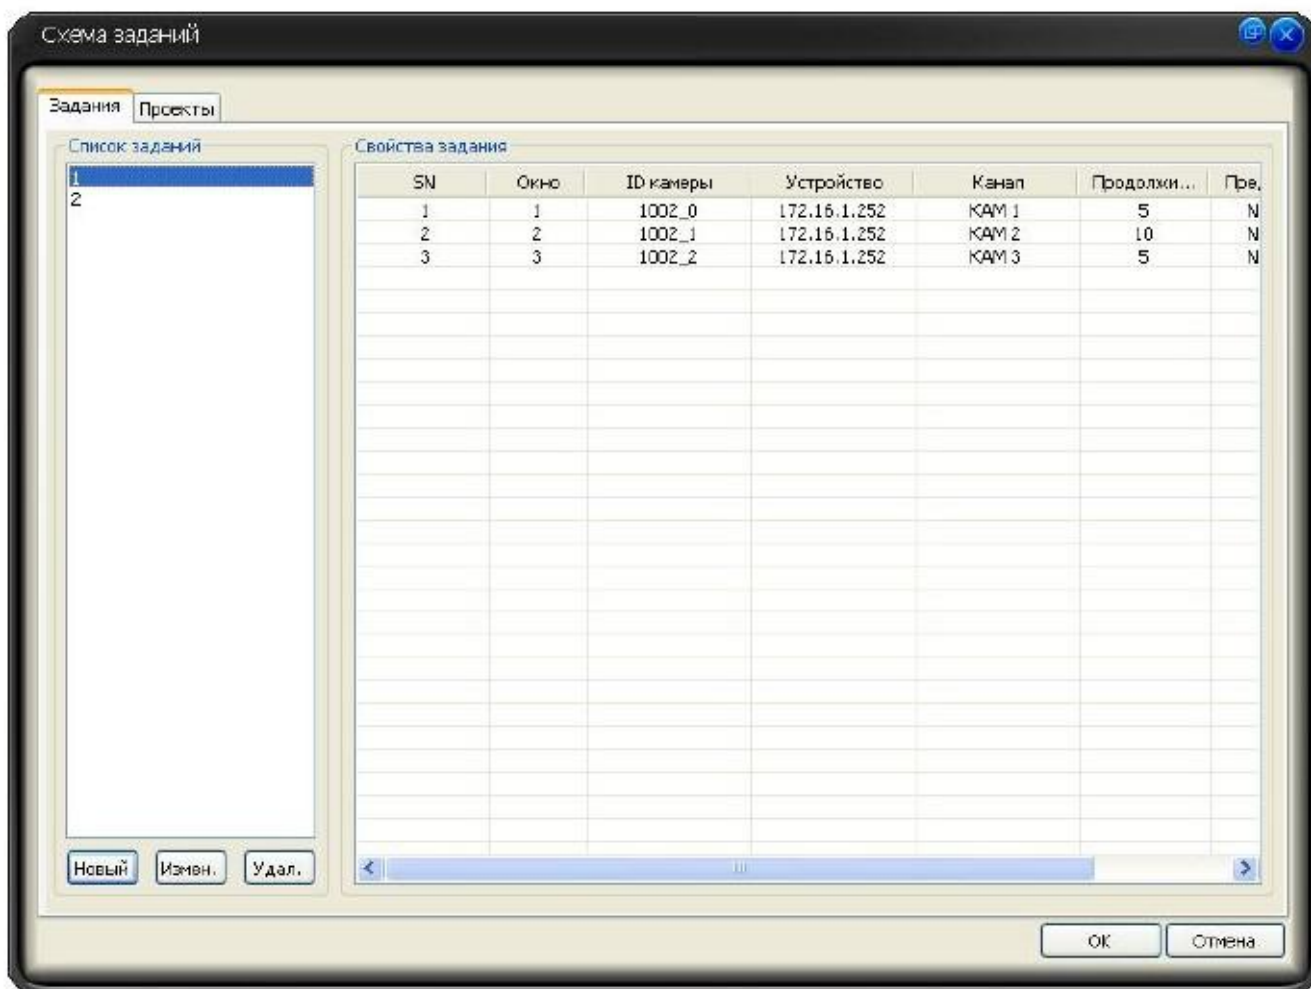 Схема заданий
Задания Проекты
Список заданий
1
2
Свойства задания
SN Окно ID камеры Устройство Канал Продолжи... Пред
1 1 1002_0 172.16.1.252 КАМ 1 5 N
2 2 1002_1 172.16.1.252 КАМ 2 10 N
3 3 1002_2 172.16.1.252 КАМ 3 5 N
Новый Измен. Удал.
OK Отмена